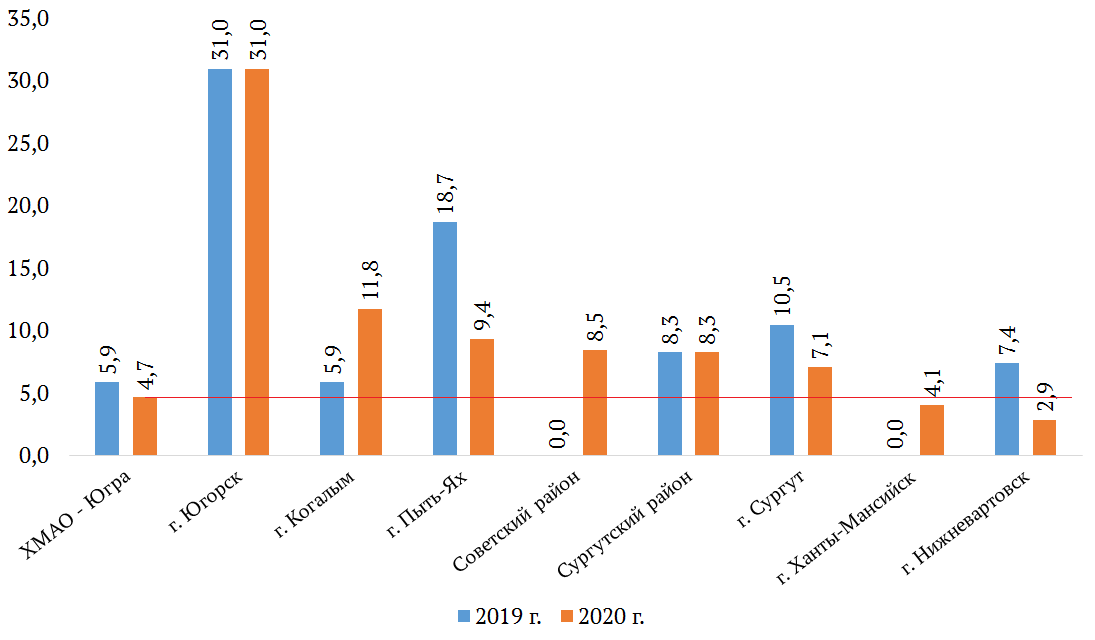 35,0
30,0
25,0
20,0
15,0
10,0
5,0
0,0
5,9
4,7
31,0
31,0
5,9
11,8
18,7
9,4
0,0
8,5
8,3
8,3
10,5
7,1
0,0
4,1
7,4
2,9
ХМАО - Югра
г. Югорск
г. Когалым
г. Пыть-Ях
Советский район
Сургутский район
г. Сургут
г. Ханты-Мансийск
г. Нижневартовск
2019 г.
2020 г.